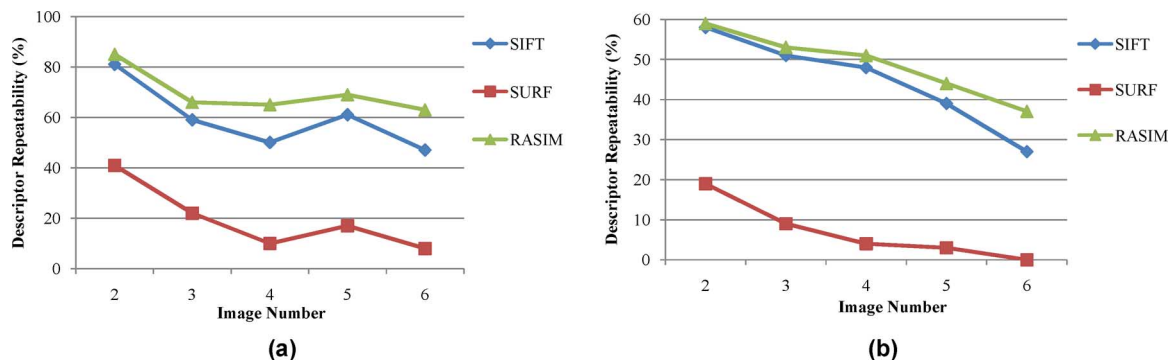 Descriptor Repeatability (%)
100
80
60
40
20
0
2 3 4 5 6
Image Number
SIFT
SURF
RASIM
(a)
Descriptor Repeatability (%)
60
50
40
30
20
10
0
2 3 4 5 6
Image Number
SIFT
SURF
RASIM
(b)